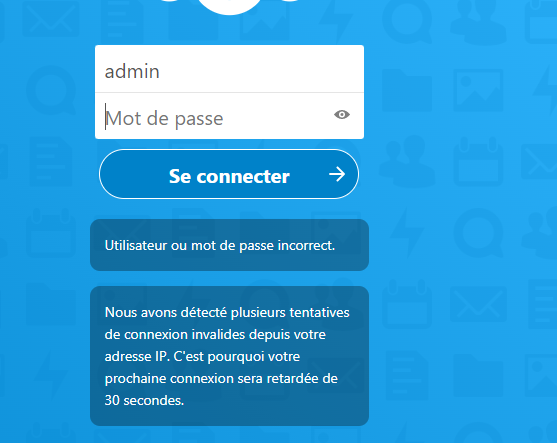 admin
Mot de passe
Se connecter
Utilisateur ou mot de passe incorrect.
Nous avons détecté plusieurs tentatives
de connexion invalides depuis votre
adresse IP. C'est pourquoi votre
prochaine connexion sera retardée de
30 secondes.